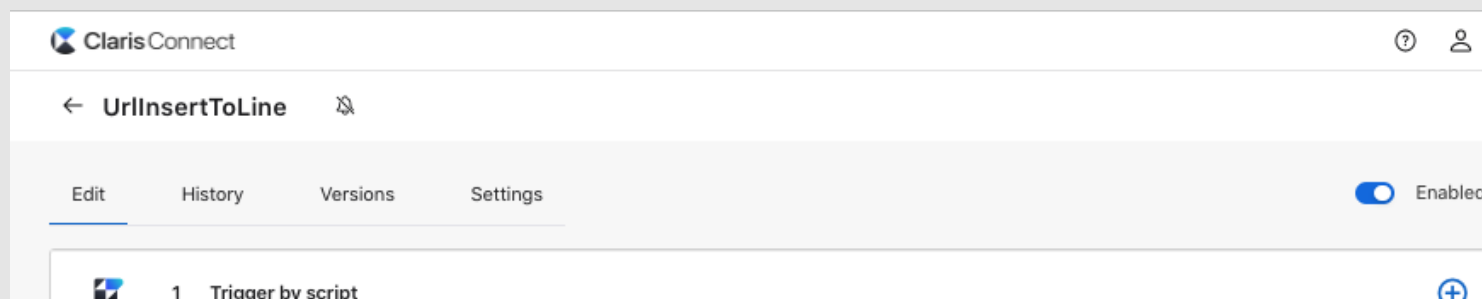 Claris Connect
UrlInsertToLine
Edit History Versions Settings Enabled
1 Trigger by script